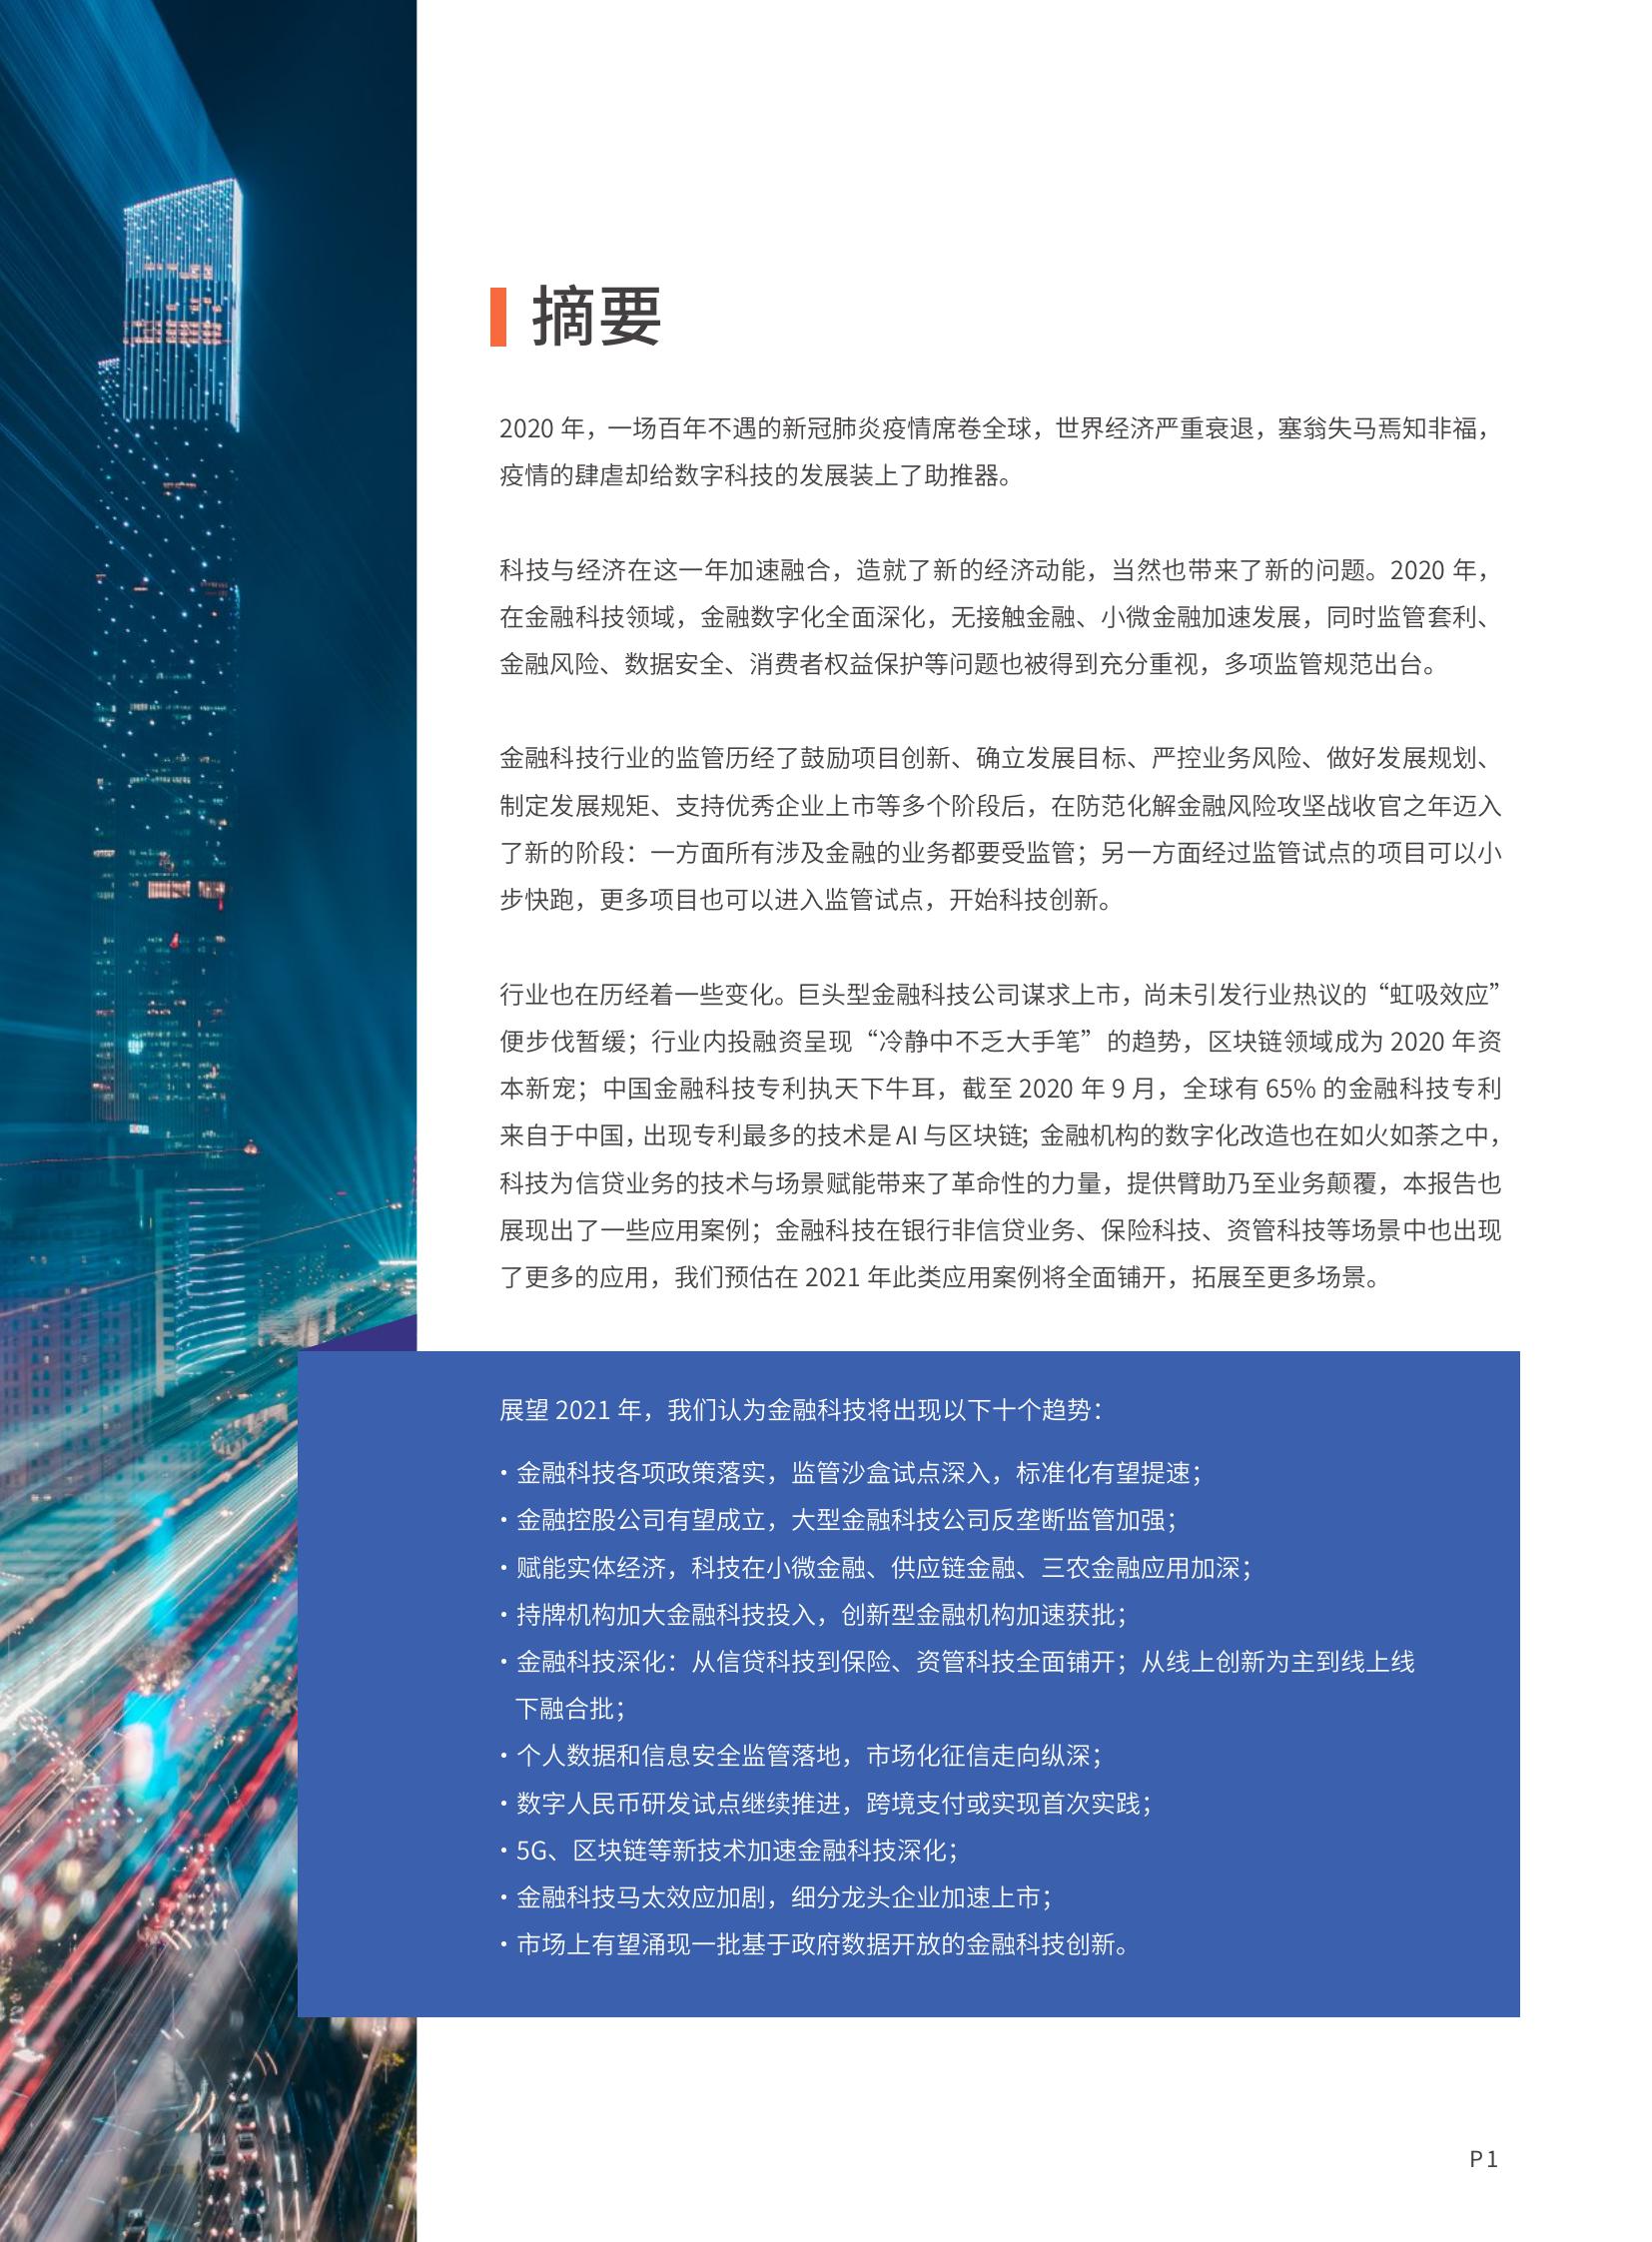 摘要
2020 年，一场百年不遇的新冠肺炎疫情席卷全球，世界经济严重衰退，塞翁失马焉知非福，
疫情的肆虐却给数字科技的发展装上了助推器。
科技与经济在这一年加速融合，造就了新的经济动能，当然也带来了新的问题。2020 年，
在金融科技领域，金融数字化全面深化，无接触金融、小微金融加速发展，同时监管套利、
金融风险、数据安全、消费者权益保护等问题也被得到充分重视，多项监管规范出台。
金融科技行业的监管历经了鼓励项目创新、确立发展目标、严控业务风险、做好发展规划、
制定发展规矩、支持优秀企业上市等多个阶段后，在防范化解金融风险攻坚战收官之年迈入
了新的阶段：一方面所有涉及金融的业务都要受监管；另一方面经过监管试点的项目可以小
步快跑，更多项目也可以进入监管试点，开始科技创新。
行业也在历经着一些变化。巨头型金融科技公司谋求上市，尚未引发行业热议的“虹吸效应”
便步伐暂缓；行业内投融资呈现“冷静中不乏大手笔”的趋势，区块链领域成为 2020 年资
本新宠；中国金融科技专利执天下牛耳，截至 2020 年 9 月，全球有 65% 的金融科技专利
来自于中国，出现专利最多的技术是 AI 与区块链；金融机构的数字化改造也在如火如荼之中，
科技为信贷业务的技术与场景赋能带来了革命性的力量，提供臂助乃至业务颠覆，本报告也
展现出了一些应用案例；金融科技在银行非信贷业务、保险科技、资管科技等场景中也出现
了更多的应用，我们预估在 2021 年此类应用案例将全面铺开，拓展至更多场景。
展望 2021 年，我们认为金融科技将出现以下十个趋势：
· 金融科技各项政策落实，监管沙盒试点深入，标准化有望提速；
· 金融控股公司有望成立，大型金融科技公司反垄断监管加强；
· 赋能实体经济，科技在小微金融、供应链金融、三农金融应用加深；
· 持牌机构加大金融科技投入，创新型金融机构加速获批；
· 金融科技深化：从信贷科技到保险、资管科技全面铺开；从线上创新为主到线上线
下融合批；
· 个人数据和信息安全监管落地，市场化征信走向纵深；
· 数字人民币研发试点继续推进，跨境支付或实现首次实践；
· 5G、区块链等新技术加速金融科技深化；
· 金融科技马太效应加剧，细分龙头企业加速上市；
· 市场上有望涌现一批基于政府数据开放的金融科技创新。
P1